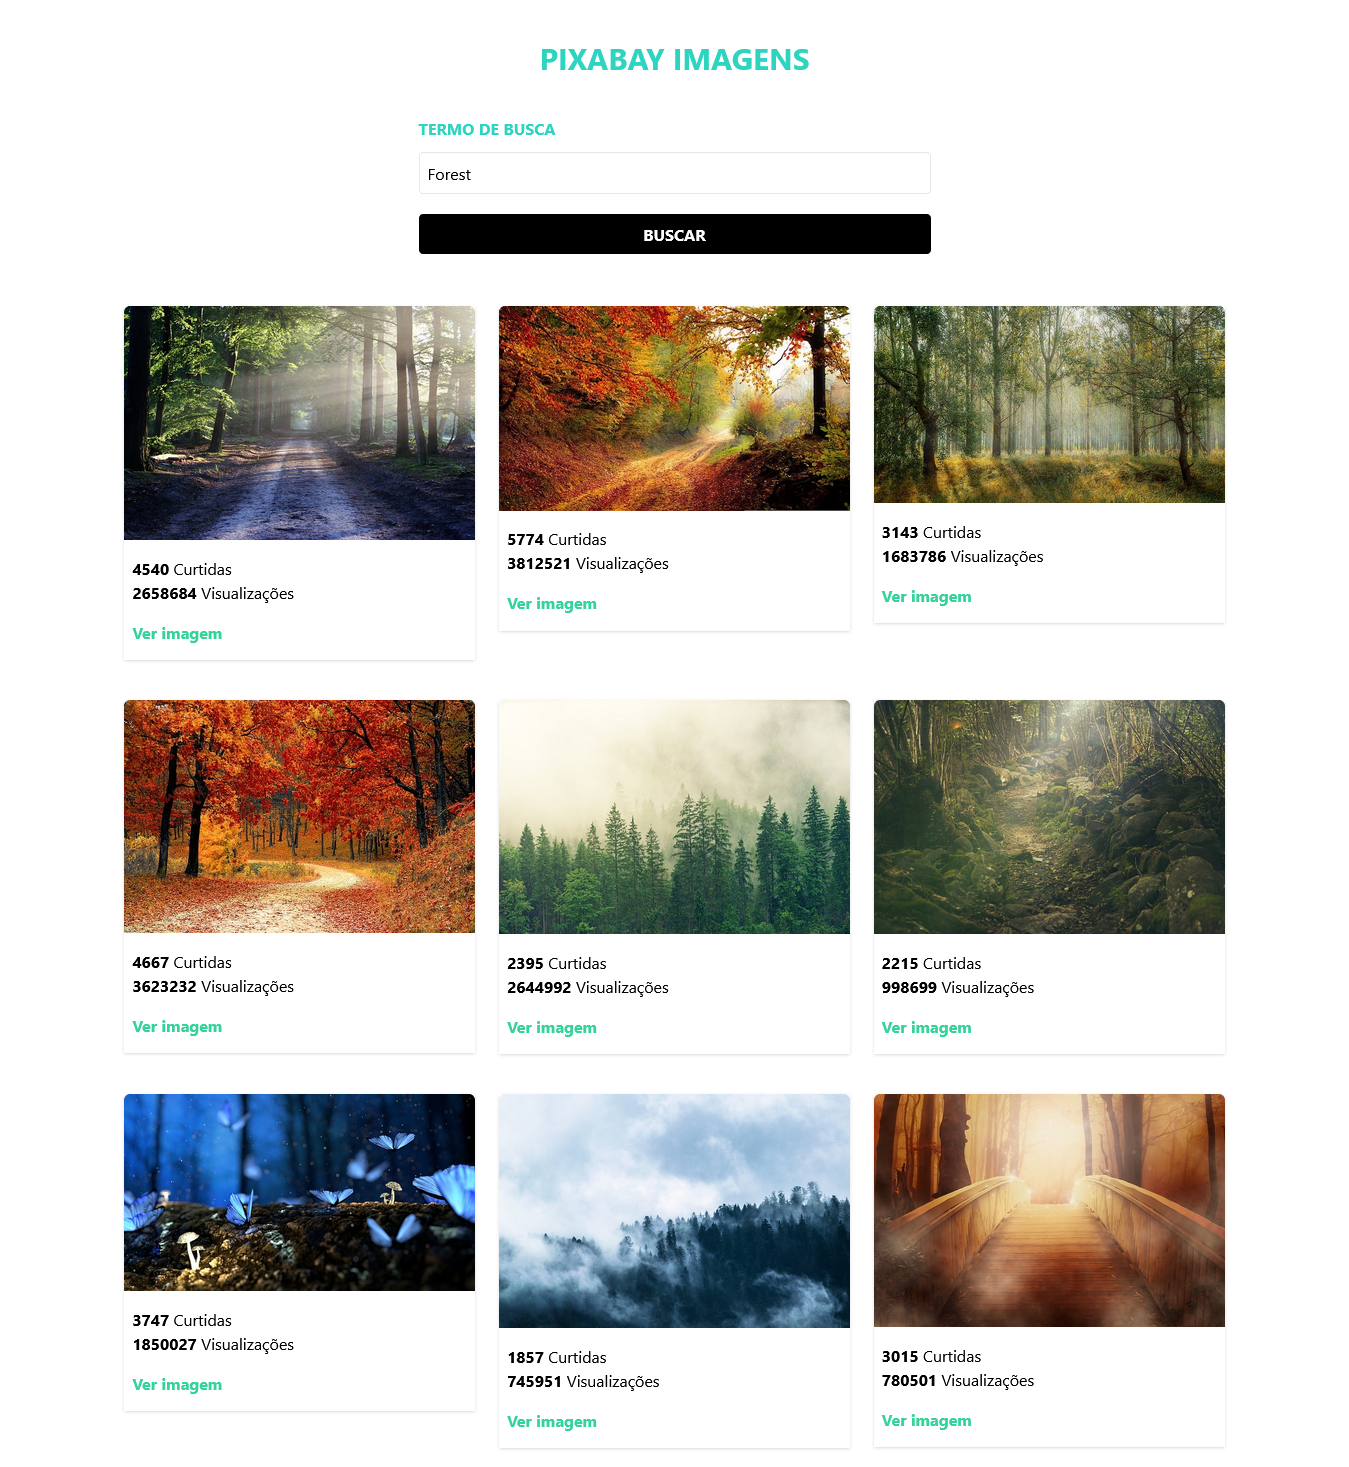 PIXABAY IMAGENS
TERMO DE BUSCA
Forest
BUSCAR
4540 Curtidas
2658684 Visualizações
Ver imagem
5774 Curtidas
3812521 Visualizações
Ver imagem
3143 Curtidas
1683786 Visualizações
Ver imagem
4667 Curtidas
3623232 Visualizações
Ver imagem
2395 Curtidas
2644992 Visualizações
Ver imagem
2215 Curtidas
998699 Visualizações
Ver imagem
3747 Curtidas
1850027 Visualizações
Ver imagem
1857 Curtidas
745951 Visualizações
Ver imagem
3015 Curtidas
780501 Visualizações
Ver imagem